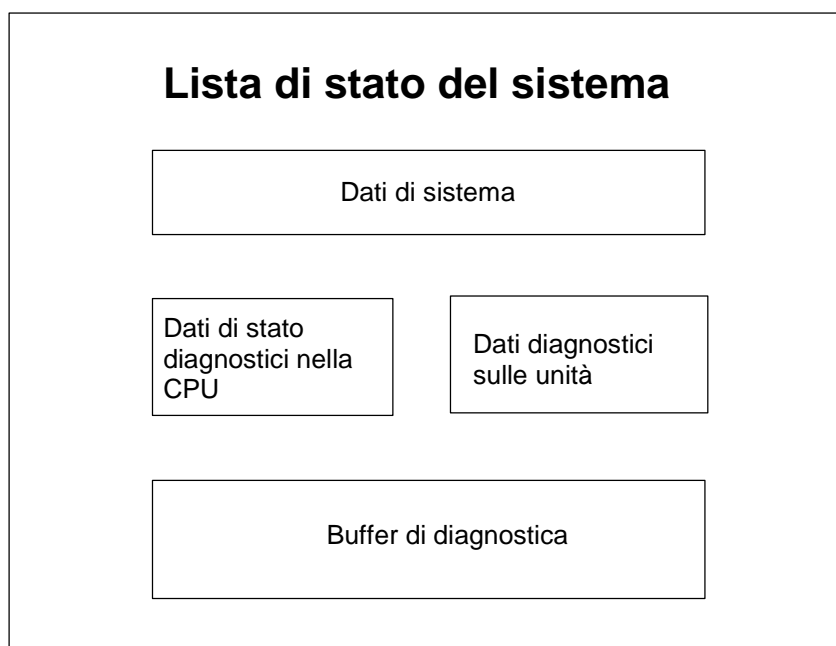 Lista di stato del sistema
Dati di sistema
Dati di stato
diagnostici nella
CPU
Dati diagnostici
sulle unità
Buffer di diagnostica